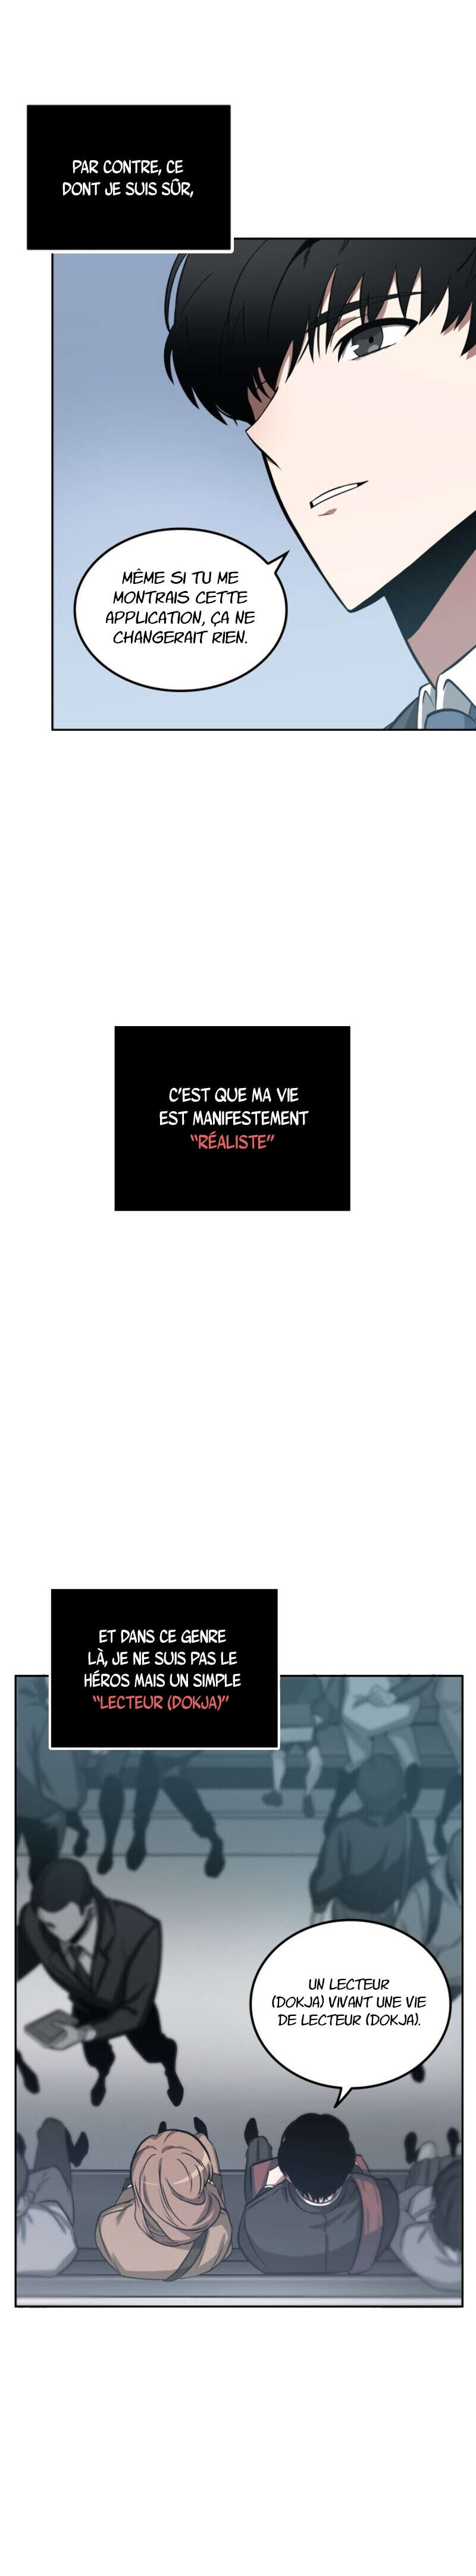 PAR CONTRE, CE
DONT JE SUIS SÛR,
MÊME SI TU ME
MONTRAIS CETTE
APPLICATION, ÇA NE
CHANGERAIT RIEN.
C'EST QUE MA VIE
EST MANIFESTEMENT
"RÉALISTE"
ET DANS CE GENRE
LÀ, JE NE SUIS PAS LE
HÉROS MAIS UN SIMPLE
"LECTEUR (DOKJA)"
UN LECTEUR
(DOKJA) VIVANT UNE VIE
DE LECTEUR (DOKJA).